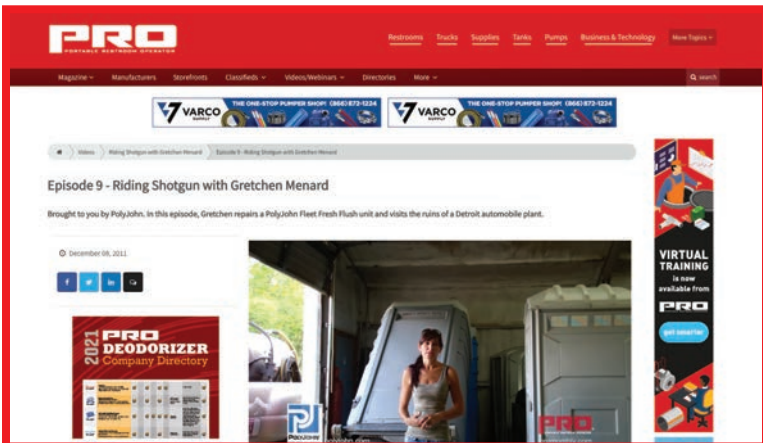 PRO
PORTABLE RESTROOM OPERATOR
Restrooms Trucks Supplies Tanks Pumps Business & Technology More Topics
Magazine Manufacturers Storefronts Classifieds Videos/Webinars Directories More search
VARCO SUPPLY THE ONE-STOP PUMPER SHOP! (866) 872-1224
VARCO SUPPLY THE ONE-STOP PUMPER SHOP! (866) 872-1224
Videos Riding Shotgun with Gretchen Menard Episode 9 - Riding Shotgun with Gretchen Menard
Episode 9 - Riding Shotgun with Gretchen Menard
Brought to you by PolyJohn. In this episode, Gretchen repairs a PolyJohn Fleet Fresh Flush unit and visits the ruins of a Detroit automobile plant.
December 08, 2011
f in
2021 PRO
DEODORIZER
Company Directory
PJ
POLYJOHN
PRO
VIRTUAL
TRAINING
is now
available from
PRO
get smarter